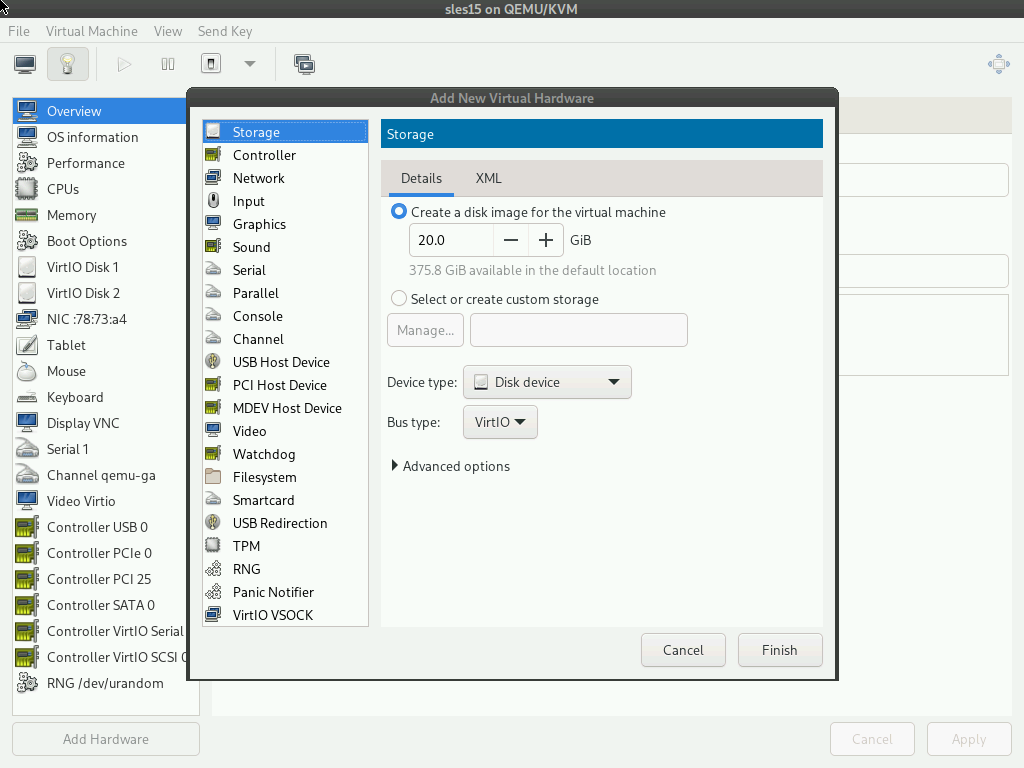 sles15 on QEMU/KVM
File Virtual Machine View Send Key
Add New Virtual Hardware
Overview
OS information
Performance
CPUs
Memory
Boot Options
VirtIO Disk 1
VirtIO Disk 2
NIC :78:73:a4
Tablet
Mouse
Keyboard
Display VNC
Serial 1
Channel qemu-ga
Video Virtio
Controller USB 0
Controller PCIe 0
Controller PCI 25
Controller SATA 0
Controller VirtIO Serial
Controller VirtIO SCSI 0
RNG /dev/urandom
Add Hardware
Storage
Controller
Network
Input
Graphics
Sound
Serial
Parallel
Console
Channel
USB Host Device
PCI Host Device
MDEV Host Device
Video
Watchdog
Filesystem
Smartcard
USB Redirection
TPM
RNG
Panic Notifier
VirtIO VSOCK
Storage
Details XML
Create a disk image for the virtual machine
20.0 GiB
375.8 GiB available in the default location
Select or create custom storage
Manage...
Device type: Disk device
Bus type: VirtIO
Advanced options
Cancel Finish
Cancel Apply